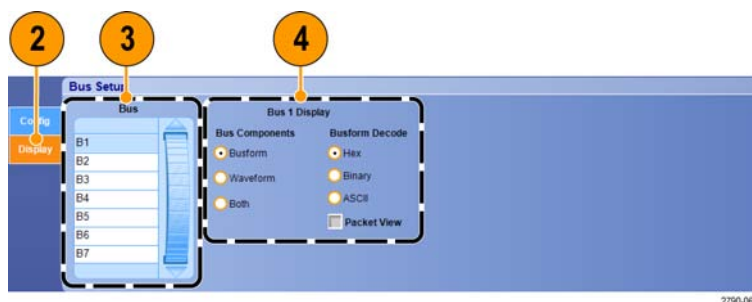 2
3
4
Bus Setup
Config
Display
Bus
B1
B2
B3
B4
B5
B6
B7
Bus 1 Display
Bus Components
Busform Decode
Busform
Hex
Waveform
Binary
Both
ASCII
Packet View